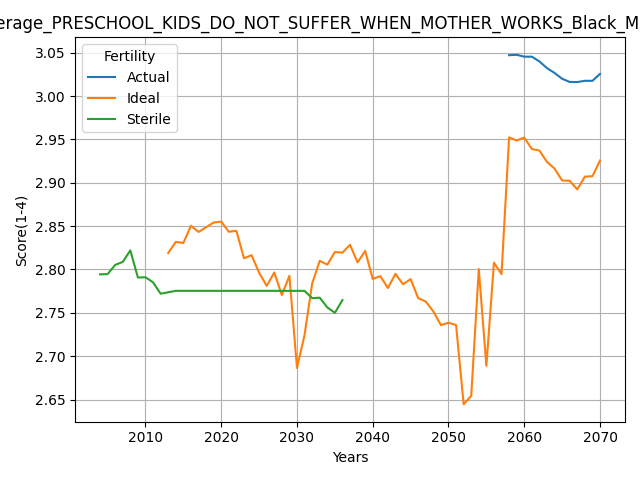 erage_PRESCHOOL_KIDS_DO_NOT_SUFFER_WHEN_MOTHER_WORKS_Black_M
Fertility
Actual
Ideal
Sterile
Score(1-4)
3.05
3.00
2.95
2.90
2.85
2.80
2.75
2.70
2.65
2010 2020 2030 2040 2050 2060 2070
Years